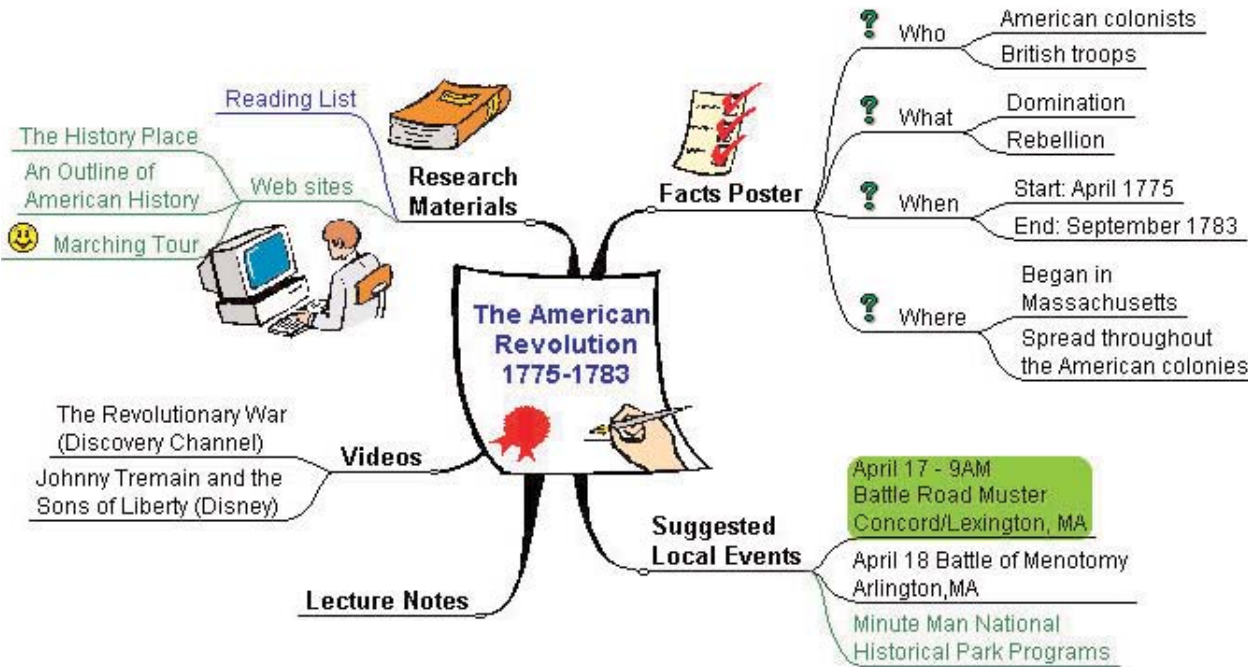 The American
Revolution
1775-1783
Research
Materials
Reading List
Web sites
The History Place
An Outline of
American History
Marching Tour
Facts Poster
? Who
American colonists
British troops
? What
Domination
Rebellion
? When
Start: April 1775
End: September 1783
? Where
Began in
Massachusetts
Spread throughout
the American colonies
Videos
The Revolutionary War
(Discovery Channel)
Johnny Tremain and the
Sons of Liberty (Disney)
Lecture Notes
Suggested
Local Events
April 17 - 9AM
Battle Road Muster
Concord/Lexington, MA
April 18 Battle of Menotomy
Arlington,MA
Minute Man National
Historical Park Programs